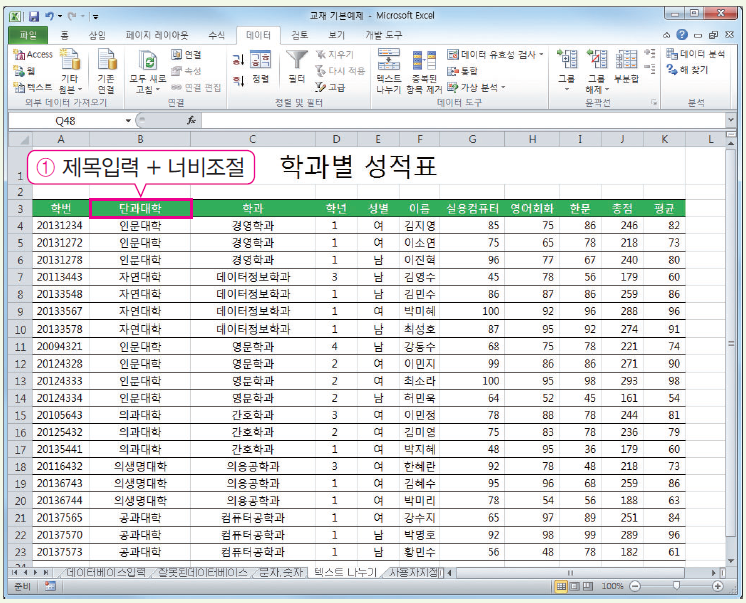 교재 기본예제 - Microsoft Excel
파일 홈 삽입 페이지 레이아웃 수식 데이터 검토 보기 개발 도구
Access
웹
텍스트
기타 원본
기존 연결
모두 새로 고침
연결
속성
연결 편집
정렬
필터
지우기
다시 적용
고급
텍스트 나누기
중복된 항목 제거
데이터 유효성 검사
통합
가상 분석
그룹
그룹 해제
부분합
데이터 분석
해 찾기
외부 데이터 가져오기 연결 정렬 및 필터 데이터 도구 윤곽선 분석
Q48 fx
A B C D E F G H I J K L
① 제목입력 + 너비조절
1 학과별 성적표
2
3 학번 단과대학 학과 학년 성별 이름 실용컴퓨터 영어회화 한문 총점 평균
4 20131234 인문대학 경영학과 1 여 김지영 85 75 86 246 82
5 20131272 인문대학 경영학과 1 여 이소연 75 65 78 218 73
6 20131278 인문대학 경영학과 1 남 이진혁 96 77 67 240 80
7 20113443 자연대학 데이터정보학과 3 남 김영수 45 78 56 179 60
8 20133548 자연대학 데이터정보학과 1 남 김민수 86 87 86 259 86
9 20133567 자연대학 데이터정보학과 1 여 박미혜 100 92 96 288 96
10 20133578 자연대학 데이터정보학과 1 남 최성호 87 95 92 274 91
11 20094321 인문대학 영문학과 4 남 강동수 68 75 78 221 74
12 20124328 인문대학 영문학과 2 여 이민지 99 86 86 271 90
13 20124333 인문대학 영문학과 2 여 최소라 100 95 98 293 98
14 20124334 인문대학 영문학과 2 남 허민욱 64 52 45 161 54
15 20105643 의과대학 간호학과 3 여 이민정 78 88 78 244 81
16 20125432 의과대학 간호학과 2 여 김미영 75 83 78 236 79
17 20135441 의과대학 간호학과 1 여 박지혜 48 95 36 179 60
18 20116432 의생명대학 의용공학과 3 여 한혜란 92 78 48 218 73
19 20136743 의생명대학 의용공학과 1 여 김혜수 95 96 68 259 86
20 20136744 의생명대학 의용공학과 1 여 박미리 78 54 56 188 63
21 20137565 공과대학 컴퓨터공학과 1 여 강수지 65 97 89 251 84
22 20137570 공과대학 컴퓨터공학과 1 남 박명호 92 98 99 289 96
23 20137573 공과대학 컴퓨터공학과 1 남 황민수 56 48 78 182 61
데이터베이스입력 잘못된데이터베이스 문자,숫자 텍스트 나누기 사용자지정
준비 100%